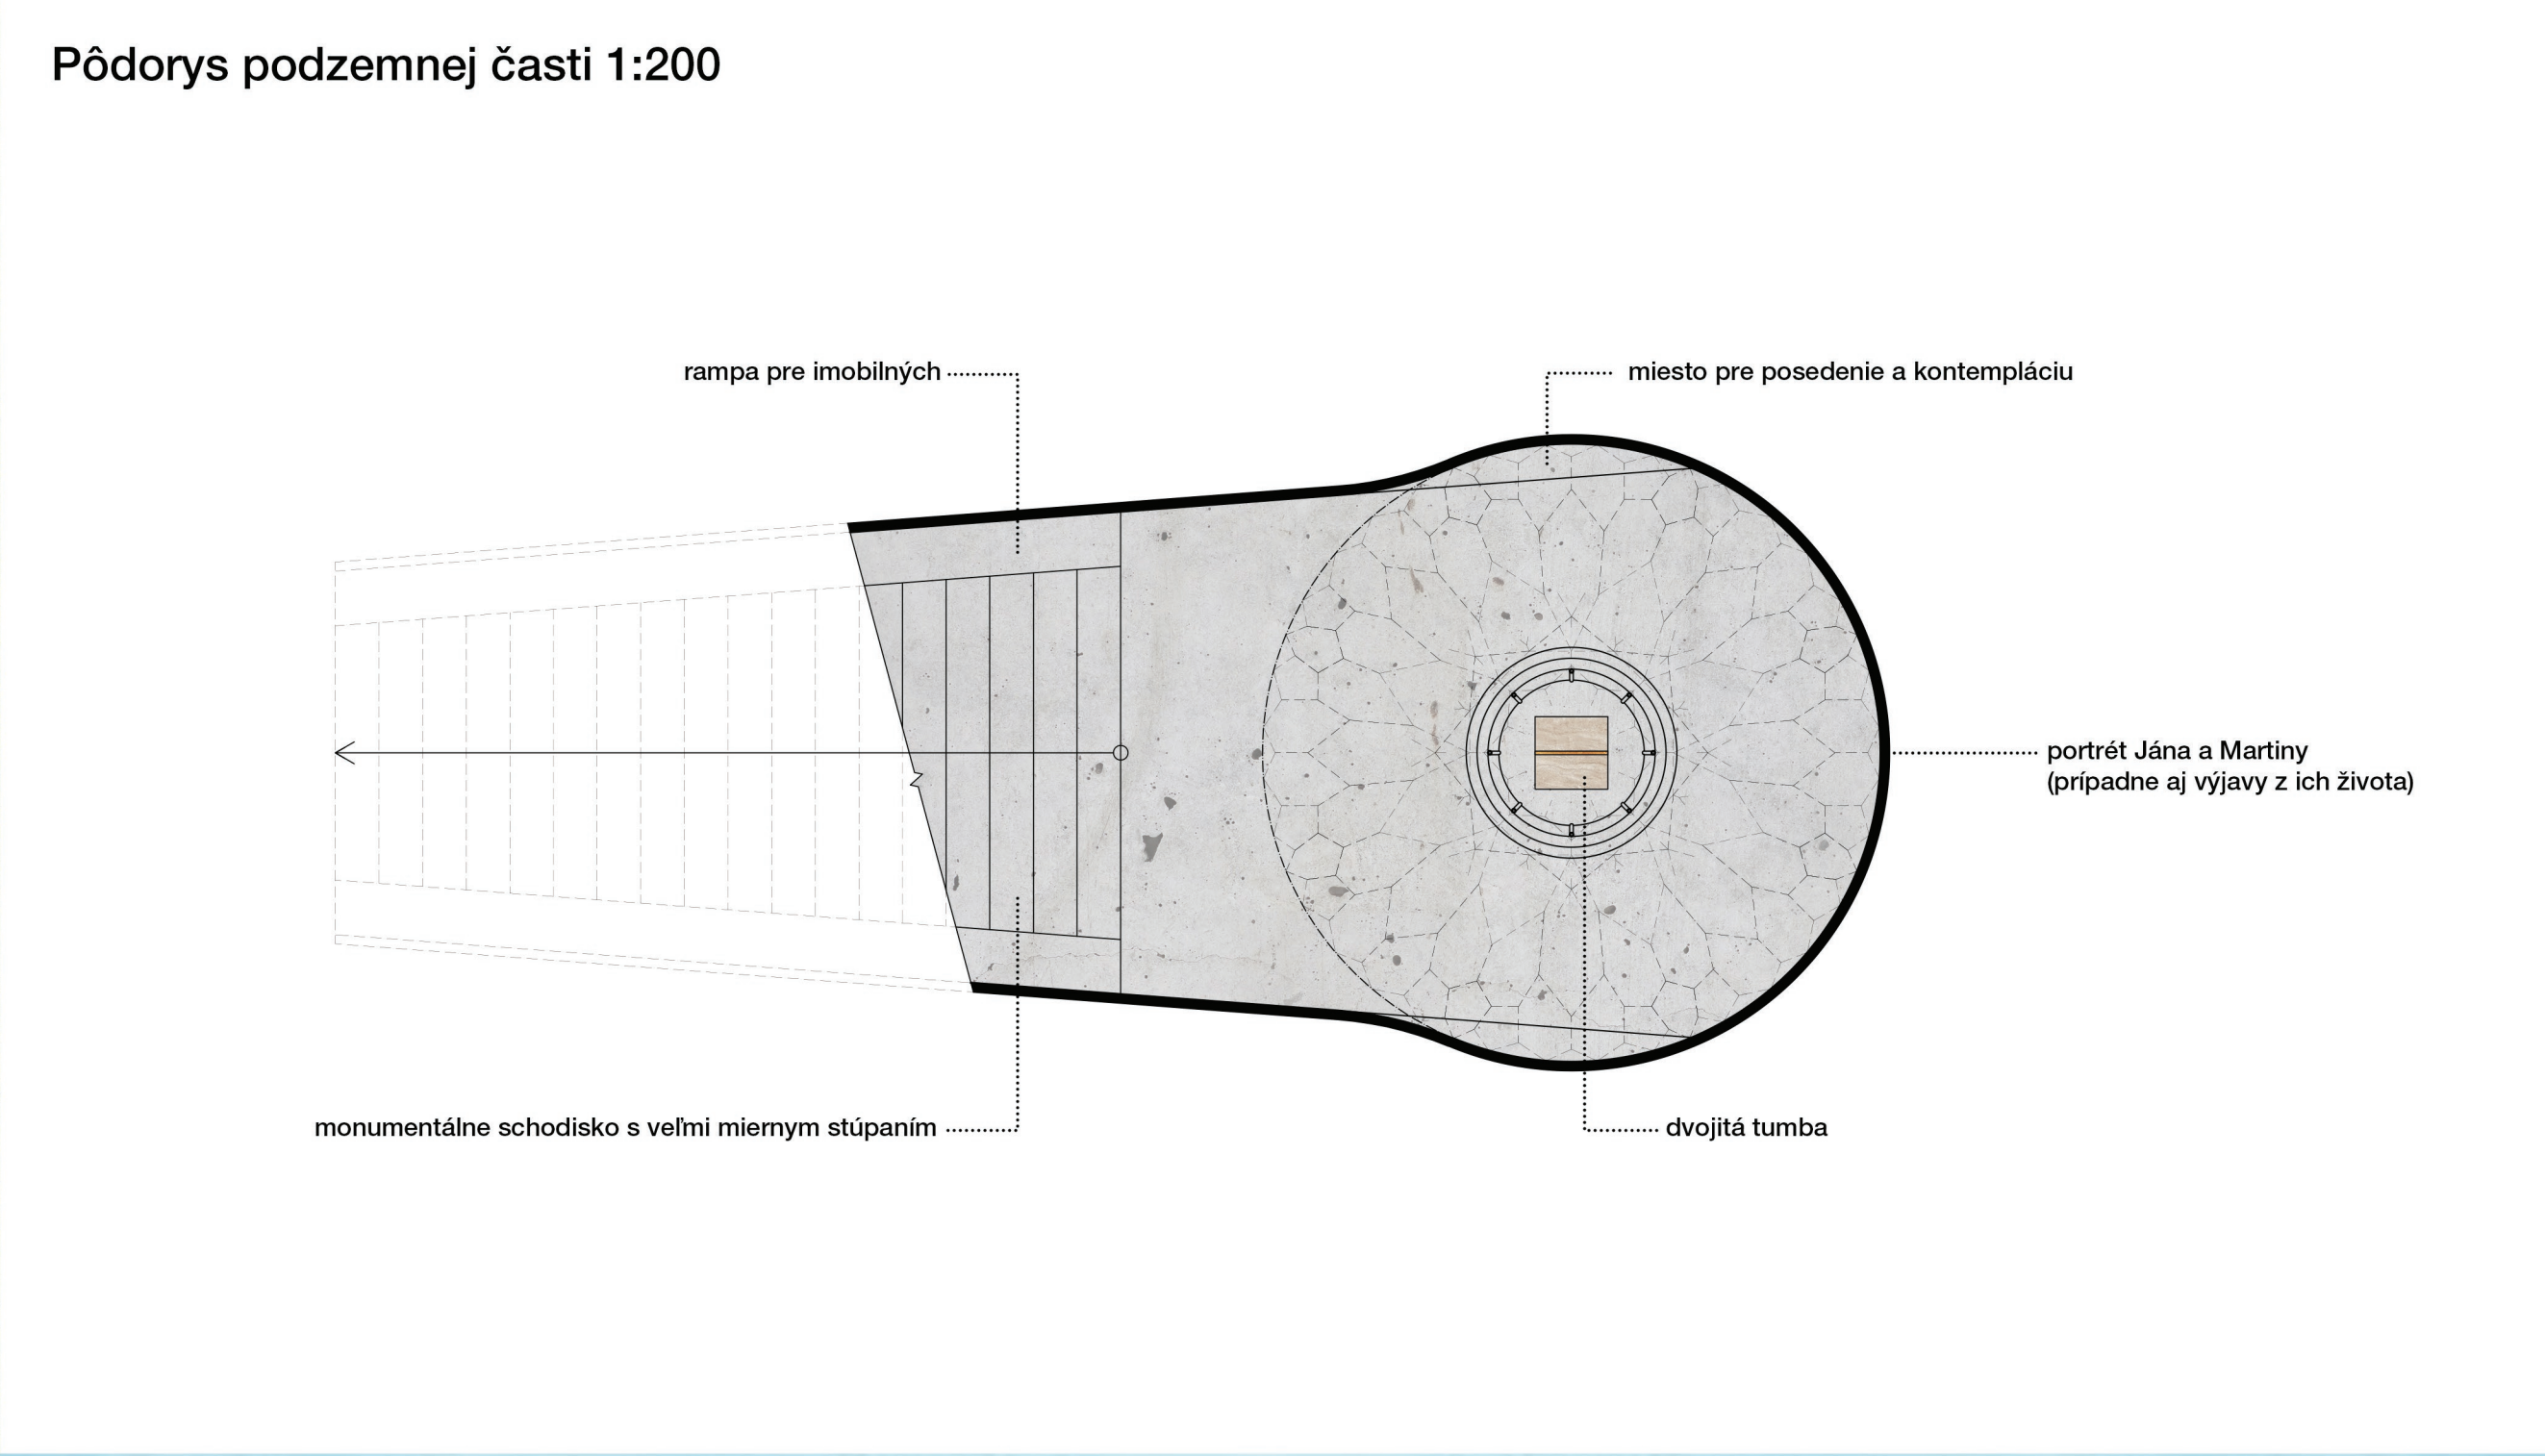 Pôdorys podzemnej časti 1:200
rampa pre imobilných
miesto pre posedenie a kontempláciu
portrét Jána a Martiny
(prípadne aj výjavy z ich života)
monumentálne schodisko s veľmi miernym stúpaním
dvojitá tumba